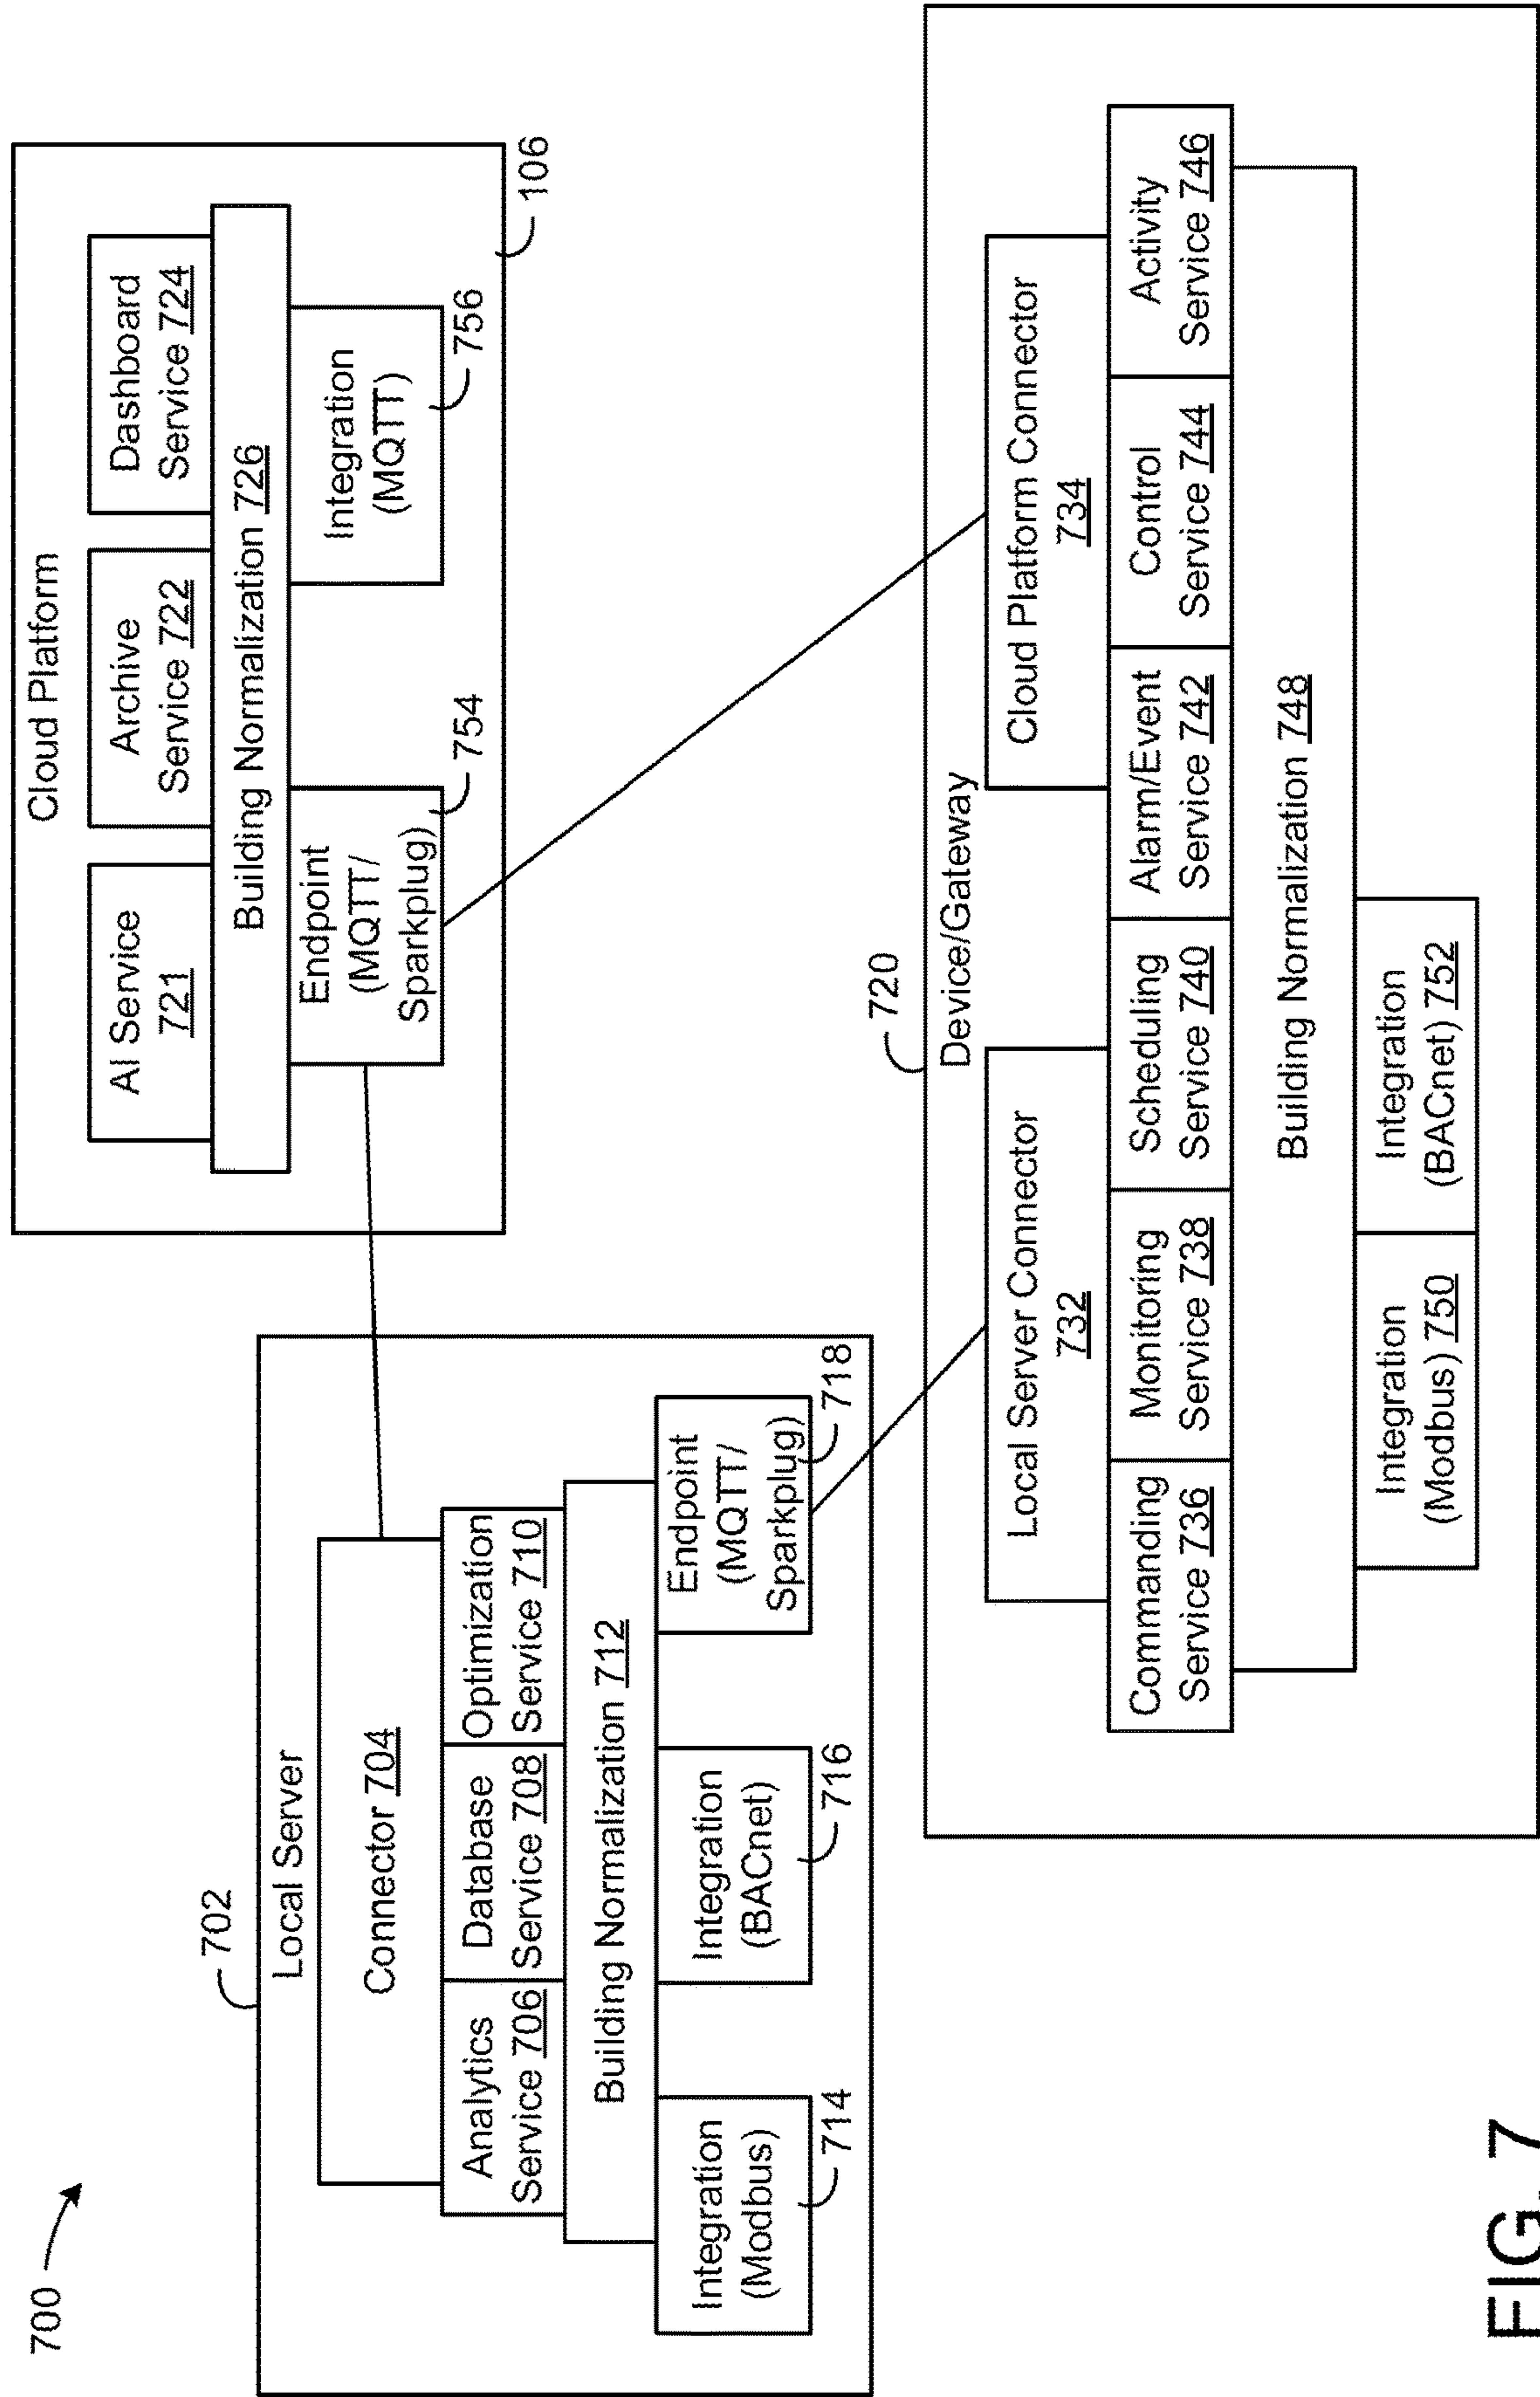 700
702
Local Server
Connector 704
Analytics
Service 706
Database
Service 708
Optimization
Service 710
Building Normalization 712
Integration
(Modbus)
714
Integration
(BACnet)
716
Endpoint
(MQTT/
Sparkplug)
718
Cloud Platform
AI Service
721
Archive
Service 722
Dashboard
Service 724
Building Normalization 726
Endpoint
(MQTT/
Sparkplug)
754
Integration
(MQTT)
756
106
720
Device/Gateway
Local Server Connector
732
Cloud Platform Connector
734
Commanding
Service 736
Monitoring
Service 738
Scheduling
Service 740
Alarm/Event
Service 742
Control
Service 744
Activity
Service 746
Building Normalization 748
Integration
(Modbus) 750
Integration
(BACnet) 752
FIG. 7